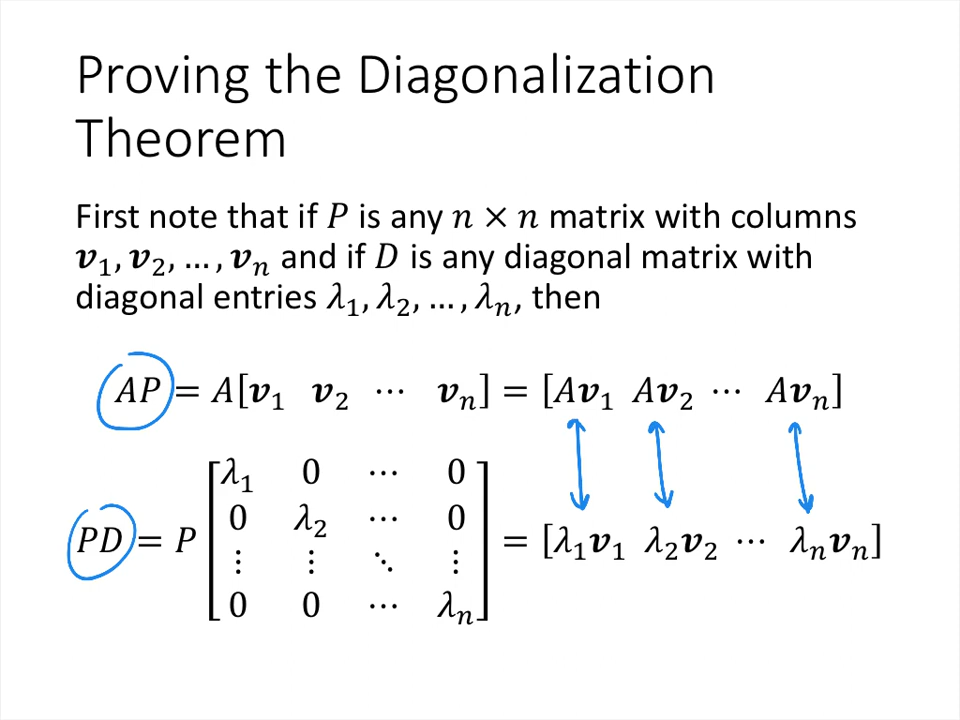 Proving the Diagonalization
Theorem
First note that if 𝑃 is any 𝑛 × 𝑛 matrix with columns
𝒗₁, 𝒗₂, … , 𝒗ₙ and if 𝐷 is any diagonal matrix with
diagonal entries 𝜆₁, 𝜆₂, … , 𝜆ₙ, then
𝐴𝑃 = 𝐴[𝒗₁ 𝒗₂ ⋯ 𝒗ₙ] = [𝐴𝒗₁ 𝐴𝒗₂ ⋯ 𝐴𝒗ₙ]
𝑃𝐷 = 𝑃 [𝜆₁ 0 ⋯ 0
0 𝜆₂ ⋯ 0
⋮ ⋮ ⋱ ⋮
0 0 ⋯ 𝜆ₙ] = [𝜆₁𝒗₁ 𝜆₂𝒗₂ ⋯ 𝜆ₙ𝒗ₙ]